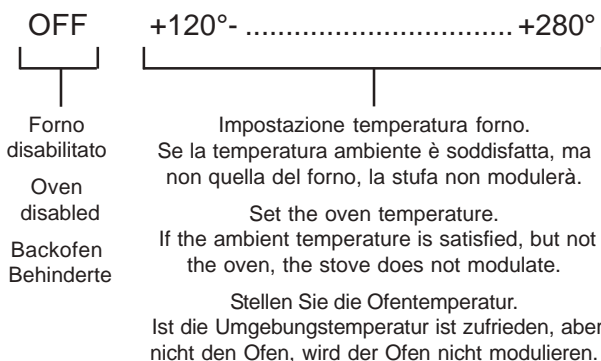 OFF +120°- .................................. +280°
Forno
disabilitato
Oven
disabled
Backofen
Behinderte
Impostazione temperatura forno.
Se la temperatura ambiente è soddisfatta, ma
non quella del forno, la stufa non modulerà.
Set the oven temperature.
If the ambient temperature is satisfied, but not
the oven, the stove does not modulate.
Stellen Sie die Ofentemperatur.
Ist die Umgebungstemperatur ist zufrieden, aber
nicht den Ofen, wird der Ofen nicht modulieren.